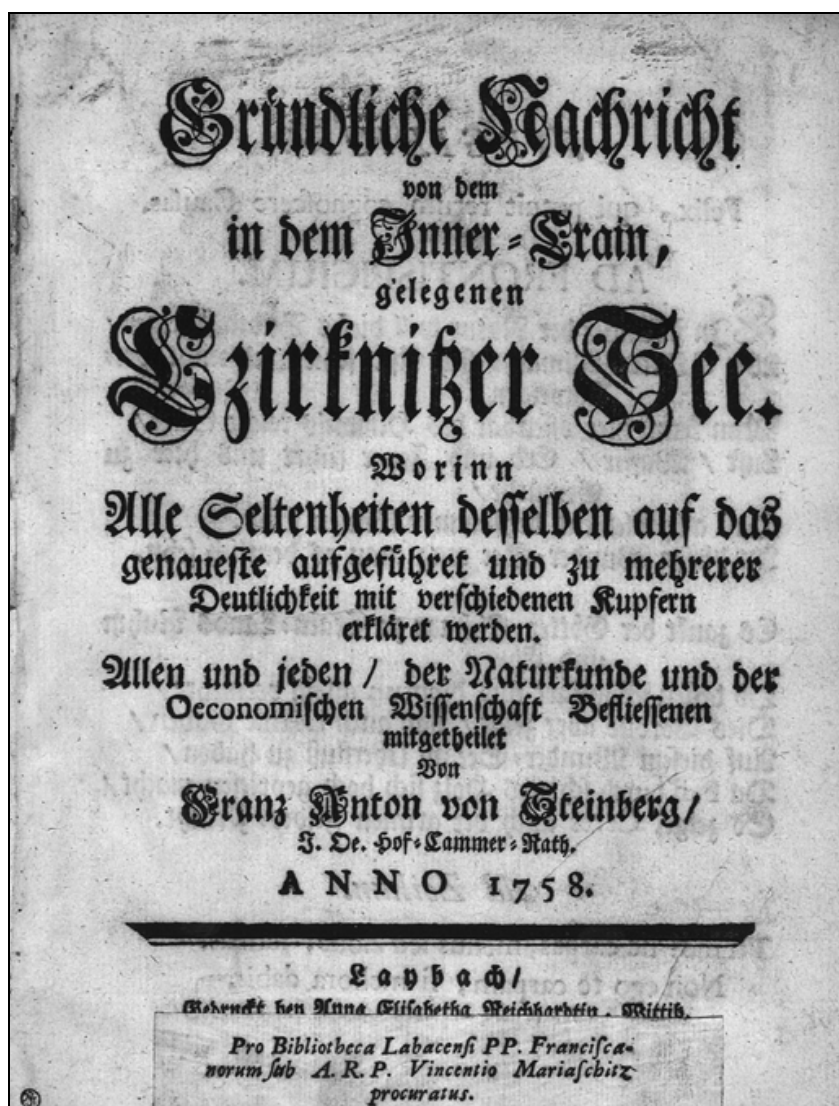 Gründliche Nachricht
von dem
in dem Inner-Crain,
gelegenen
Czirknitzer See.
Worinn
Alle Seltenheiten desselben auf das
genaueste aufgeführet und zu mehrerer
Deutlichkeit mit verschiedenen Kupfern
erkläret werden.
Allen und jeden / der Naturkunde und der
Oeconomischen Wissenschaft Befliessenen
mitgetheilet
Von
Franz Anton von Steinberg /
J. Oe. Hof-Cammer-Rath.
ANNO 1758.
Laybach /
Gedruckt bey Anna Elisabetha Reichhardtin, Wittib.
Pro Bibliotheca Labacensi PP. Francisca-
norum sub A. R. P. Vincentio Mariaschitz
procuratus.